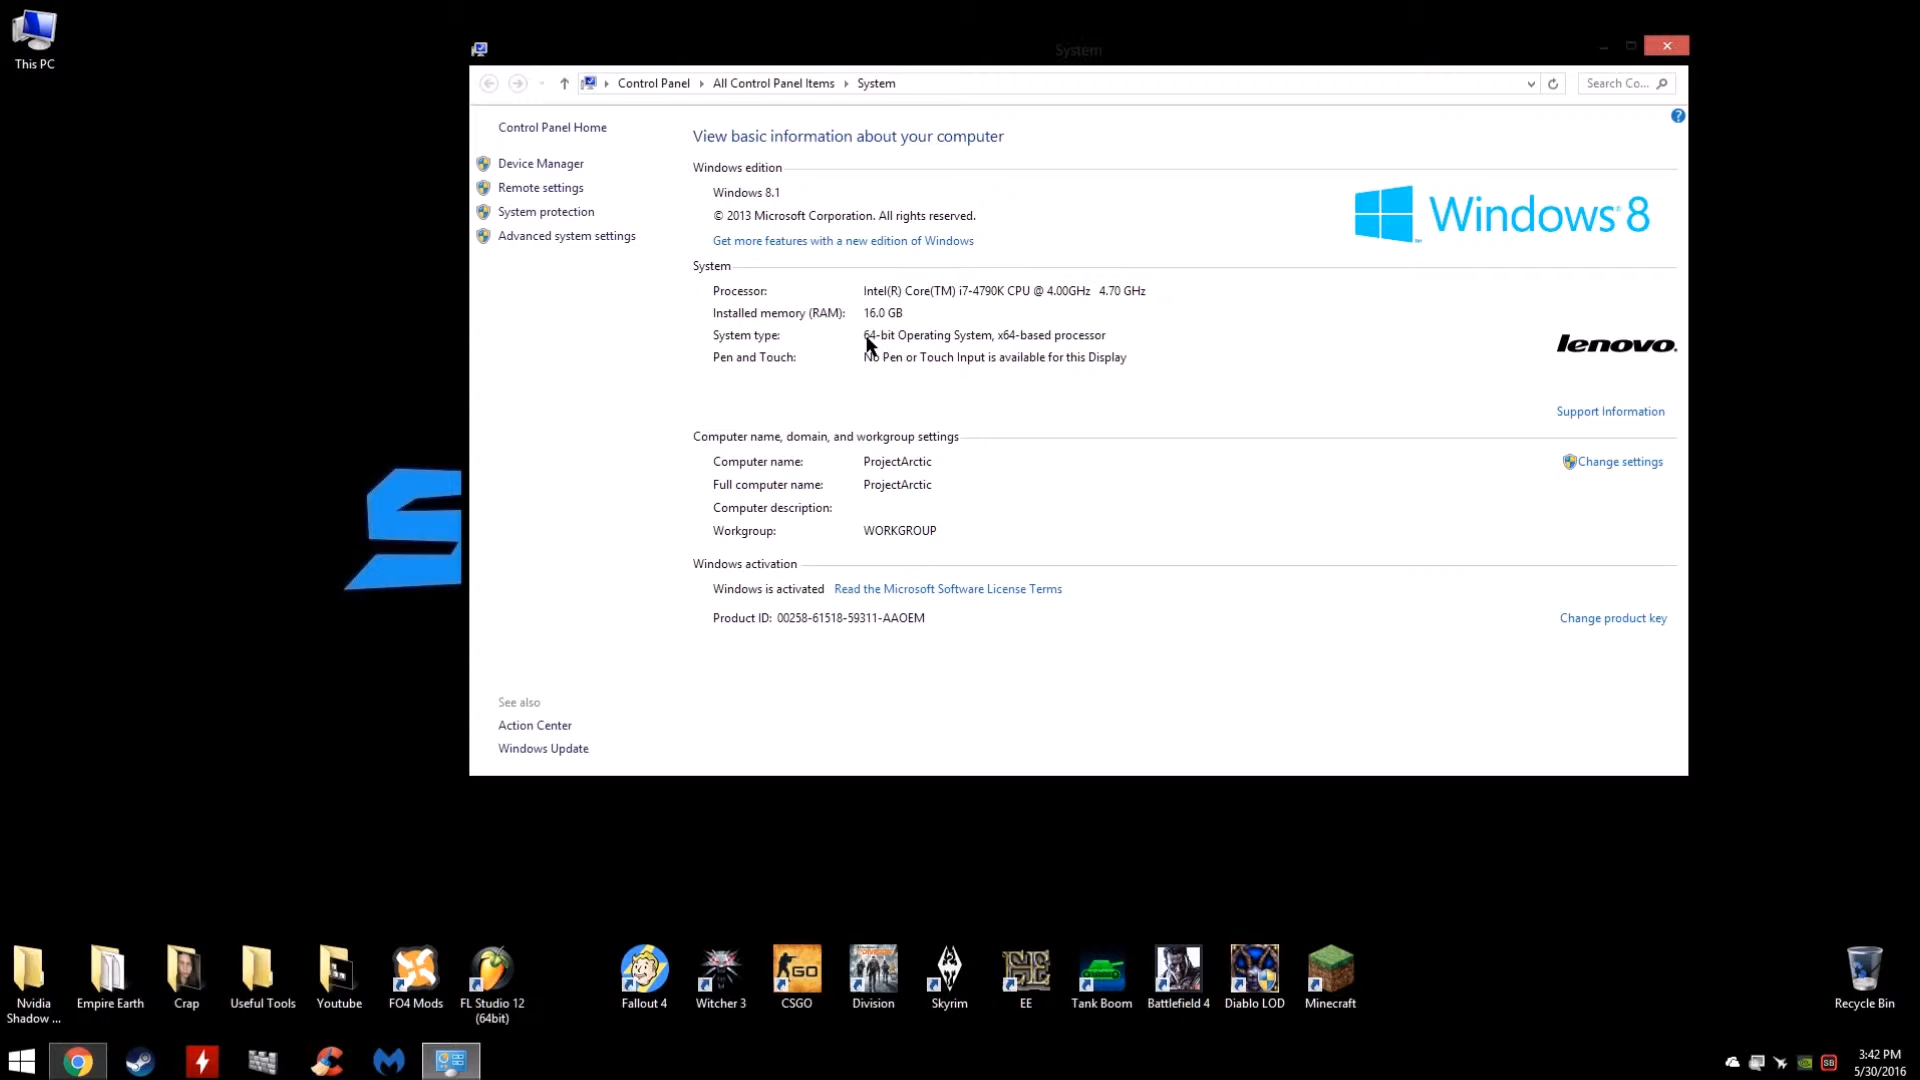 This PC
System
Control Panel
All Control Panel Items
System
Search Co...
Control Panel Home
Device Manager
Remote settings
System protection
Advanced system settings
See also
Action Center
Windows Update
View basic information about your computer
Windows edition
Windows 8.1
© 2013 Microsoft Corporation. All rights reserved.
Get more features with a new edition of Windows
Windows 8
System
Processor: Intel(R) Core(TM) i7-4790K CPU @ 4.00GHz 4.70 GHz
Installed memory (RAM): 16.0 GB
System type: 64-bit Operating System, x64-based processor
Pen and Touch: No Pen or Touch Input is available for this Display
lenovo.
Support Information
Computer name, domain, and workgroup settings
Computer name: ProjectArctic
Change settings
Full computer name: ProjectArctic
Computer description:
Workgroup: WORKGROUP
Windows activation
Windows is activated Read the Microsoft Software License Terms
Product ID: 00258-61518-59311-AAOEM
Change product key
Nvidia
Shadow ...
Empire Earth
Crap
Useful Tools
Youtube
FO4 Mods
FL Studio 12
(64bit)
Fallout 4
Witcher 3
GO
CSGO
Division
Skyrim
EE
Tank Boom
Battlefield 4
Diablo LOD
Minecraft
Recycle Bin
SB
3:42 PM
5/30/2016